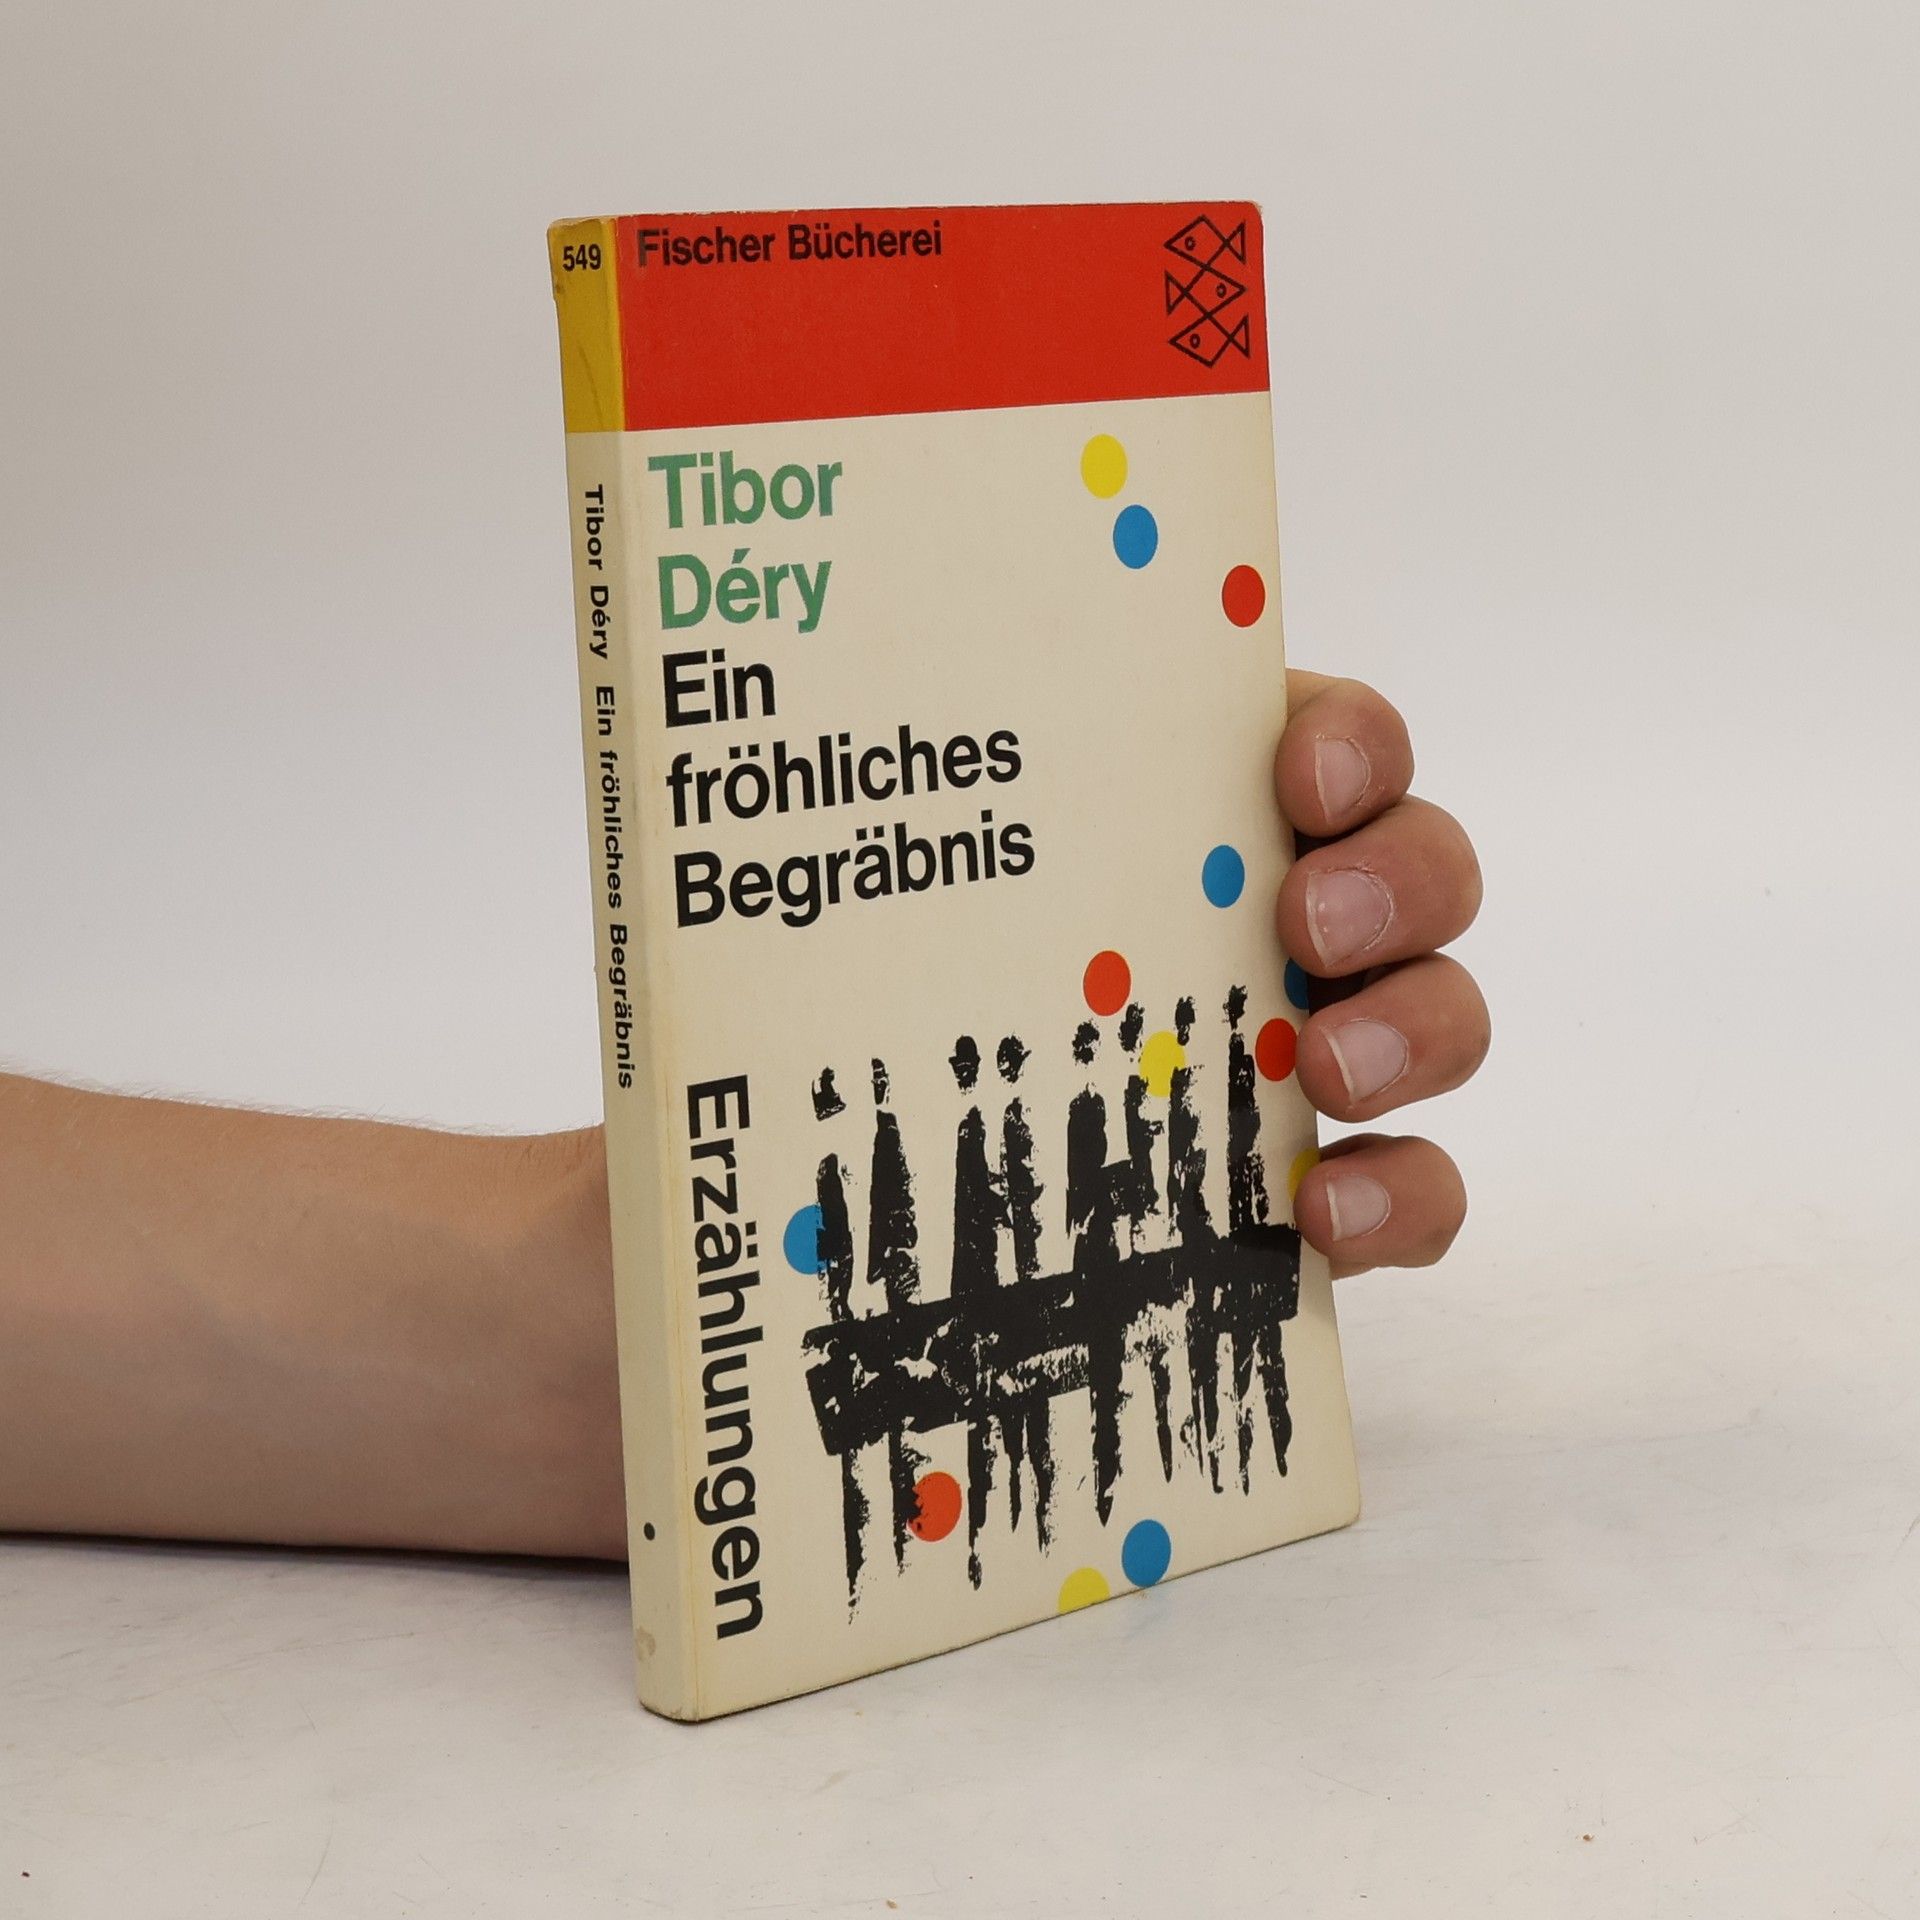 549
Fischer Bücherei
Tibor
Déry
Ein
fröhliches
Begräbnis
Erzählungen
Tibor Déry Ein fröhliches Begräbnis